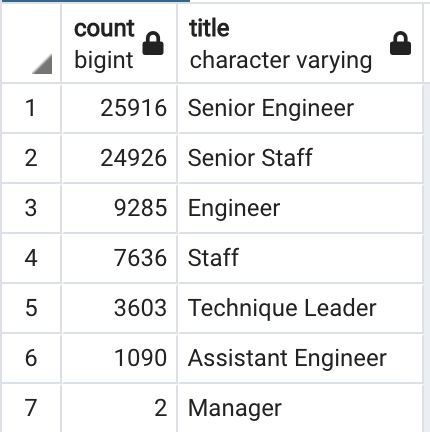 count title
bigint character varying
1 25916 Senior Engineer
2 24926 Senior Staff
3 9285 Engineer
4 7636 Staff
5 3603 Technique Leader
6 1090 Assistant Engineer
7 2 Manager